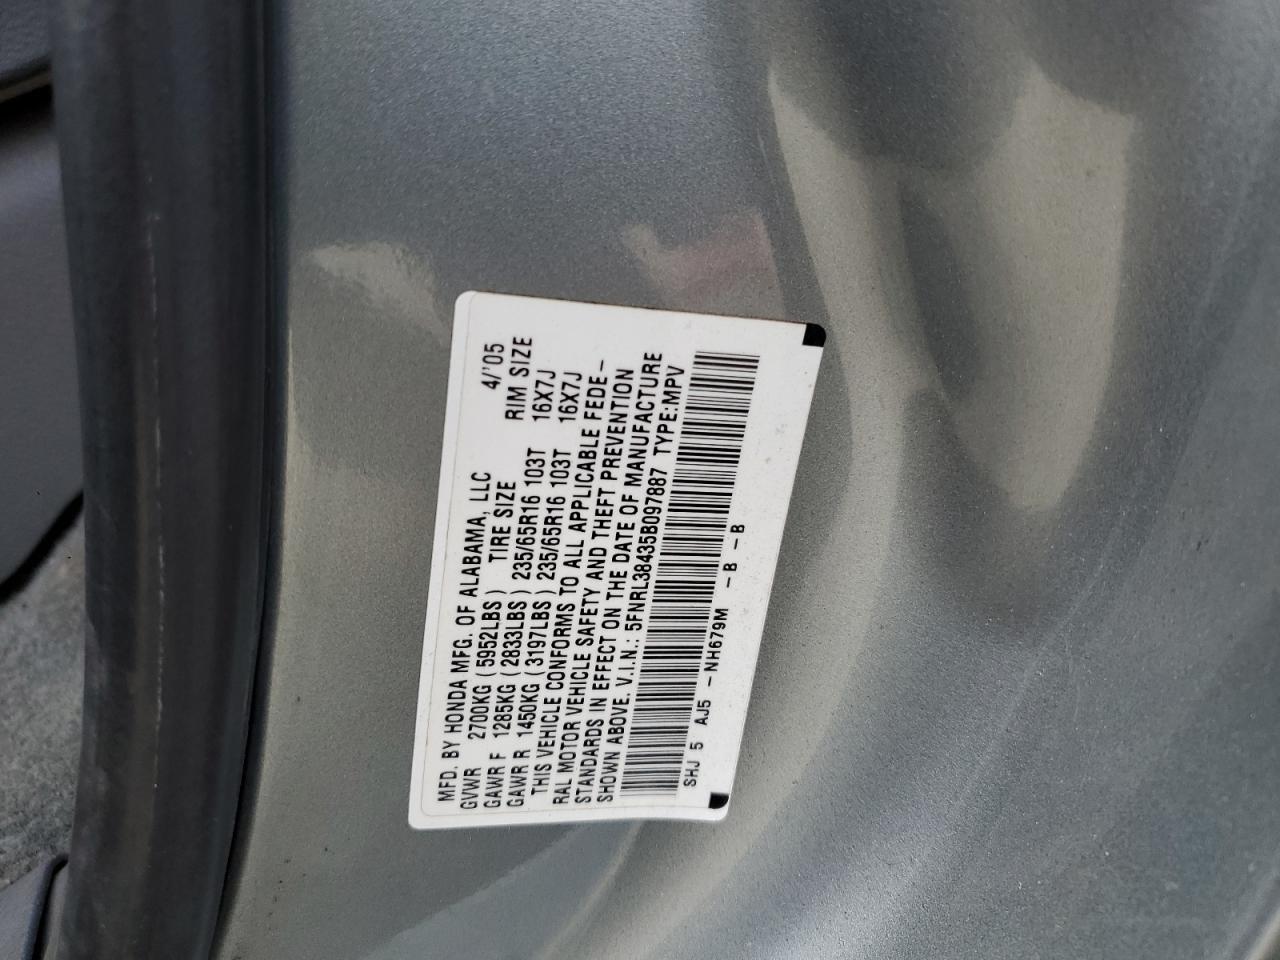 MFD. BY HONDA MFG. OF ALABAMA, LLC 4/'05
GVWR 2700KG (5952LBS) TIRE SIZE RIM SIZE
GAWR F 1285KG (2833LBS) 235/65R16 103T 16X7J
GAWR R 1450KG (3197LBS) 235/65R16 103T 16X7J
THIS VEHICLE CONFORMS TO ALL APPLICABLE FEDE-
RAL MOTOR VEHICLE SAFETY AND THEFT PREVENTION
STANDARDS IN EFFECT ON THE DATE OF MANUFACTURE
SHOWN ABOVE. V.I.N.: 5FNRL38435B097887 TYPE:MPV
SHJ 5 AJ5 -NH679M -B -B